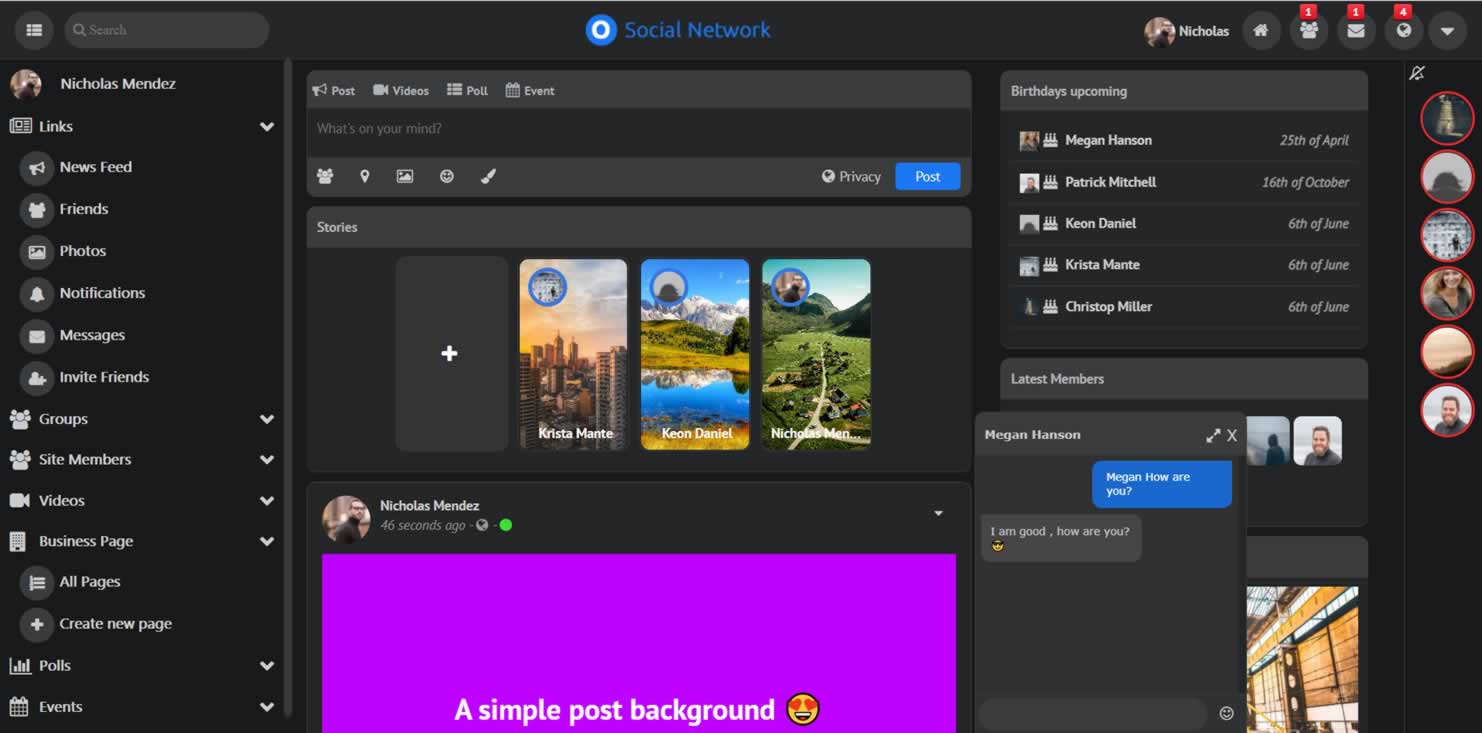 Search
Social Network
Nicholas
1
1
4
Nicholas Mendez
Links
News Feed
Friends
Photos
Notifications
Messages
Invite Friends
Groups
Site Members
Videos
Business Page
All Pages
Create new page
Polls
Events
Post
Videos
Poll
Event
What's on your mind?
Privacy
Post
Stories
Krista Mante
Keon Daniel
Nicholas Men...
Nicholas Mendez
46 seconds ago - -
A simple post background 😍
Birthdays upcoming
Megan Hanson 25th of April
Patrick Mitchell 16th of October
Keon Daniel 6th of June
Krista Mante 6th of June
Christop Miller 6th of June
Latest Members
Megan Hanson X
Megan How are
you?
I am good , how are you?
😎